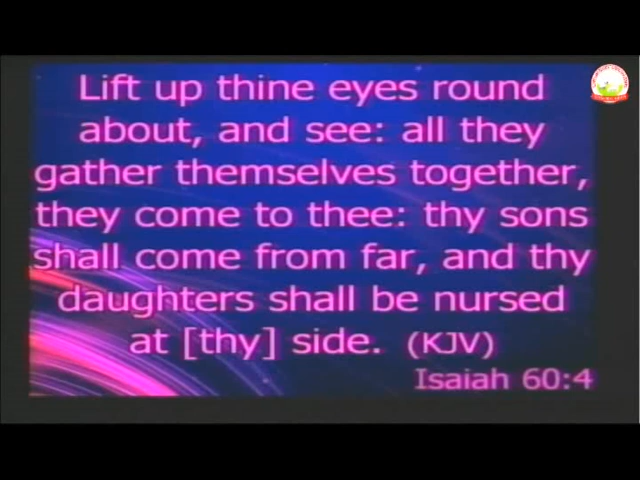 Lift up thine eyes round
about, and see: all they
gather themselves together,
they come to thee: thy sons
shall come from far, and thy
daughters shall be nursed
at [thy] side. (KJV)
Isaiah 60:4